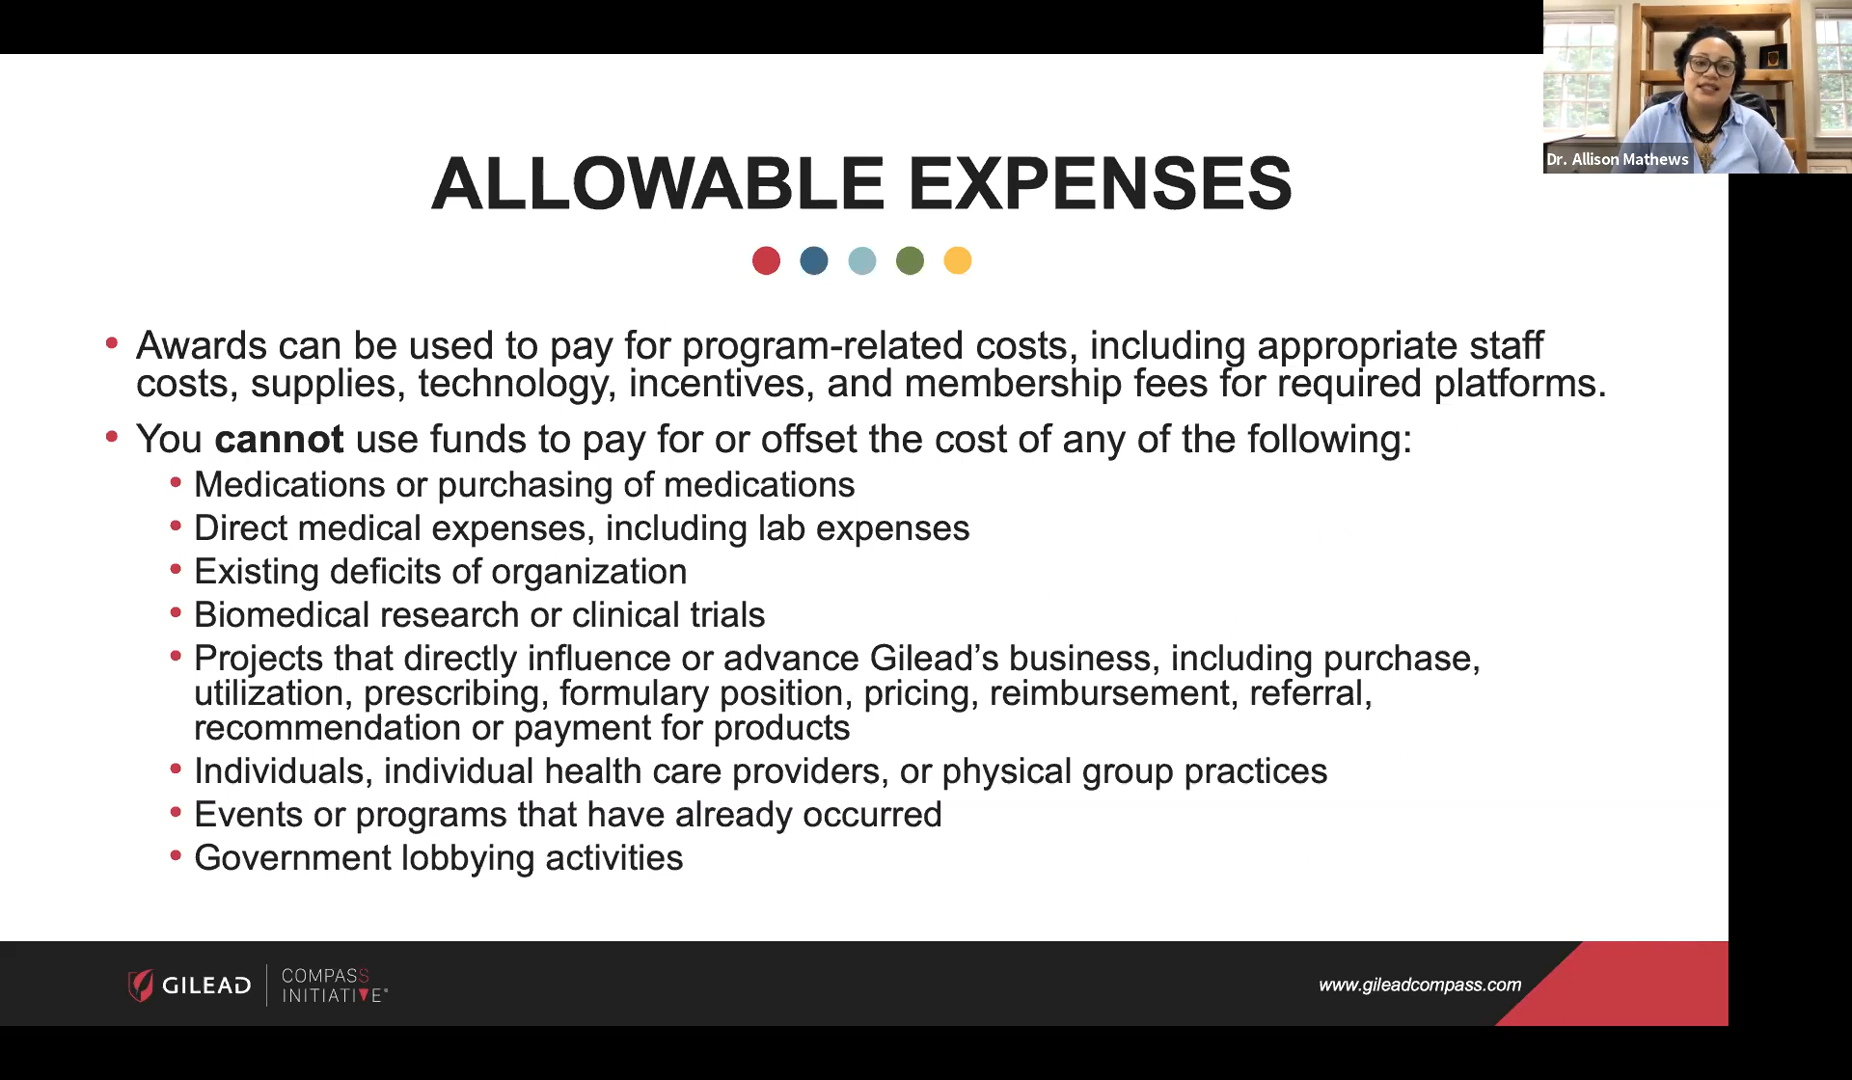 Dr. Allison Mathews
ALLOWABLE EXPENSES
• Awards can be used to pay for program-related costs, including appropriate staff
costs, supplies, technology, incentives, and membership fees for required platforms.
• You cannot use funds to pay for or offset the cost of any of the following:
• Medications or purchasing of medications
• Direct medical expenses, including lab expenses
• Existing deficits of organization
• Biomedical research or clinical trials
• Projects that directly influence or advance Gilead’s business, including purchase,
utilization, prescribing, formulary position, pricing, reimbursement, referral,
recommendation or payment for products
• Individuals, individual health care providers, or physical group practices
• Events or programs that have already occurred
• Government lobbying activities
GILEAD
COMPASS
INITIATIVE®
www.gileadcompass.com